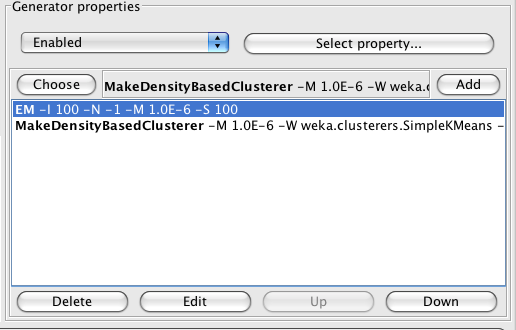 Generator properties
Enabled
Select property...
Choose
MakeDensityBasedClusterer -M 1.0E-6 -W weka.
Add
EM -I 100 -N -1 -M 1.0E-6 -S 100
MakeDensityBasedClusterer -M 1.0E-6 -W weka.clusterers.SimpleKMeans -
Delete
Edit
Up
Down